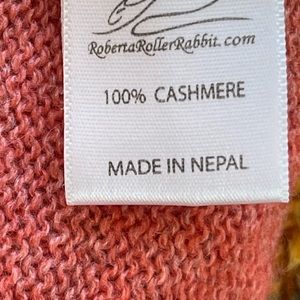 RobertaRollerRabbit.com
100% CASHMERE
MADE IN NEPAL